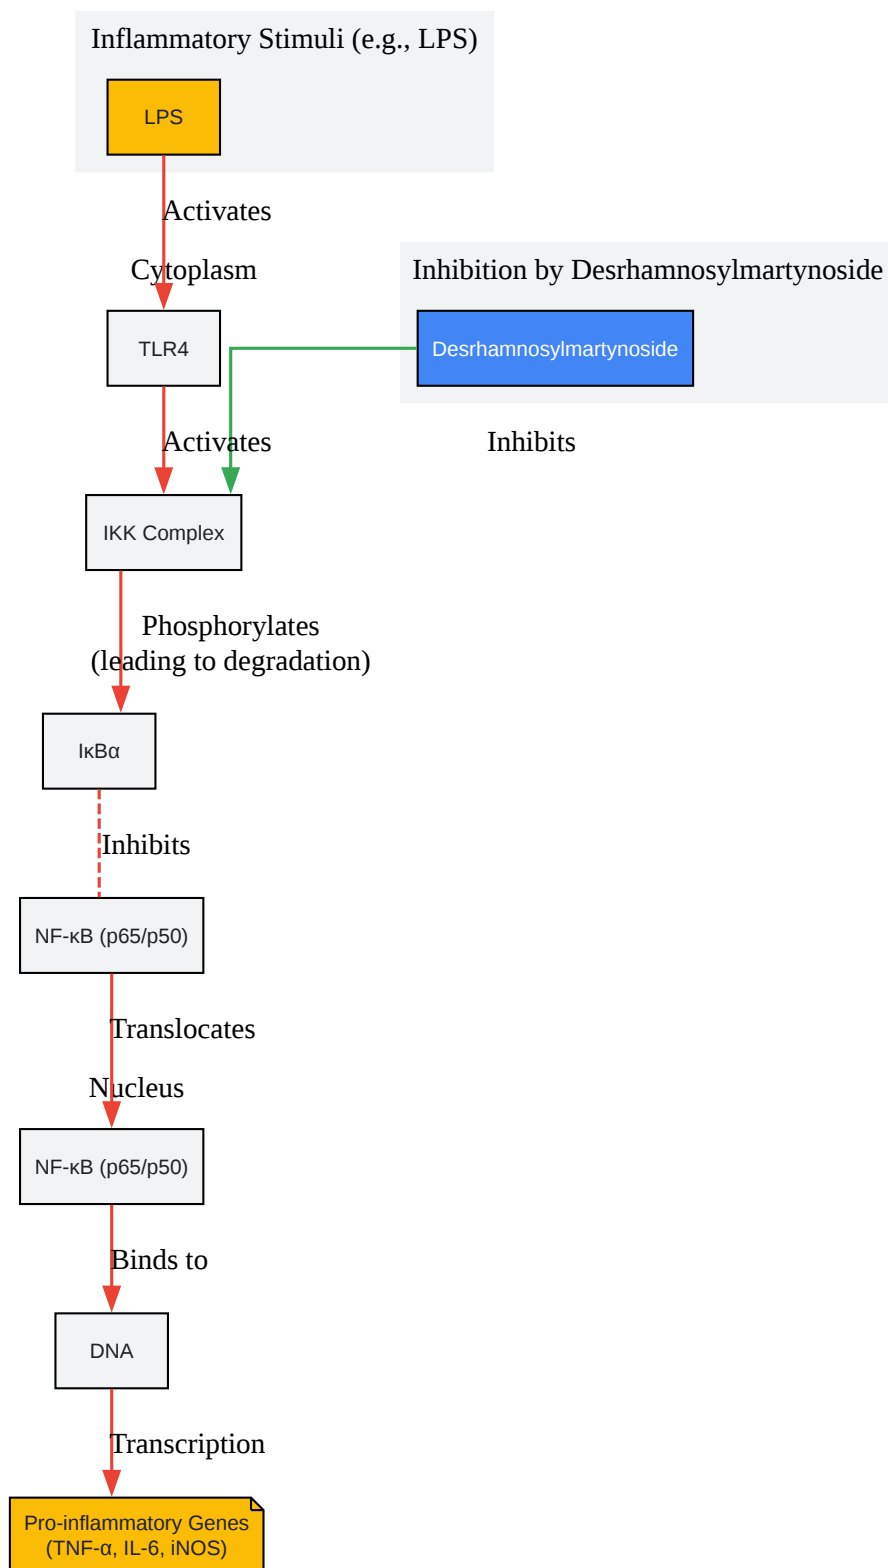 Inflammatory Stimuli (e.g., LPS)
LPS
Activates
Cytoplasm
Inhibition by Desrhamnosylmartynoside
TLR4
Desrhamnosylmartynoside
Activates
Inhibits
IKK Complex
Phosphorylates
(leading to degradation)
IκBα
Inhibits
NF-κB (p65/p50)
Translocates
Nucleus
NF-κB (p65/p50)
Binds to
DNA
Transcription
Pro-inflammatory Genes
(TNF-α, IL-6, iNOS)